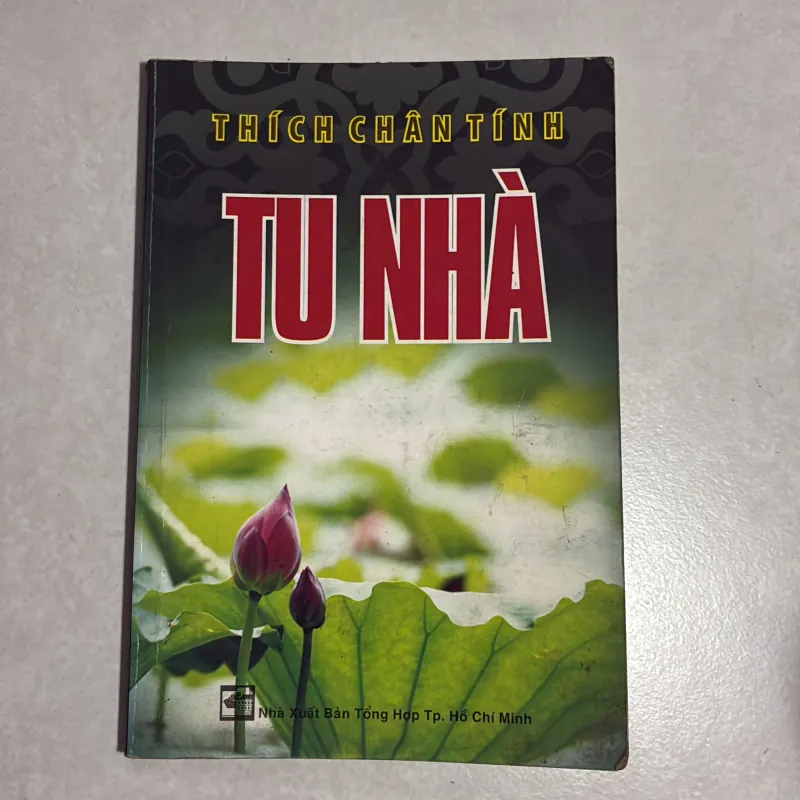 THÍCH CHÂN TÍNH
TU NHÀ
Nhà Xuất Bản Tổng Hợp Tp. Hồ Chí Minh